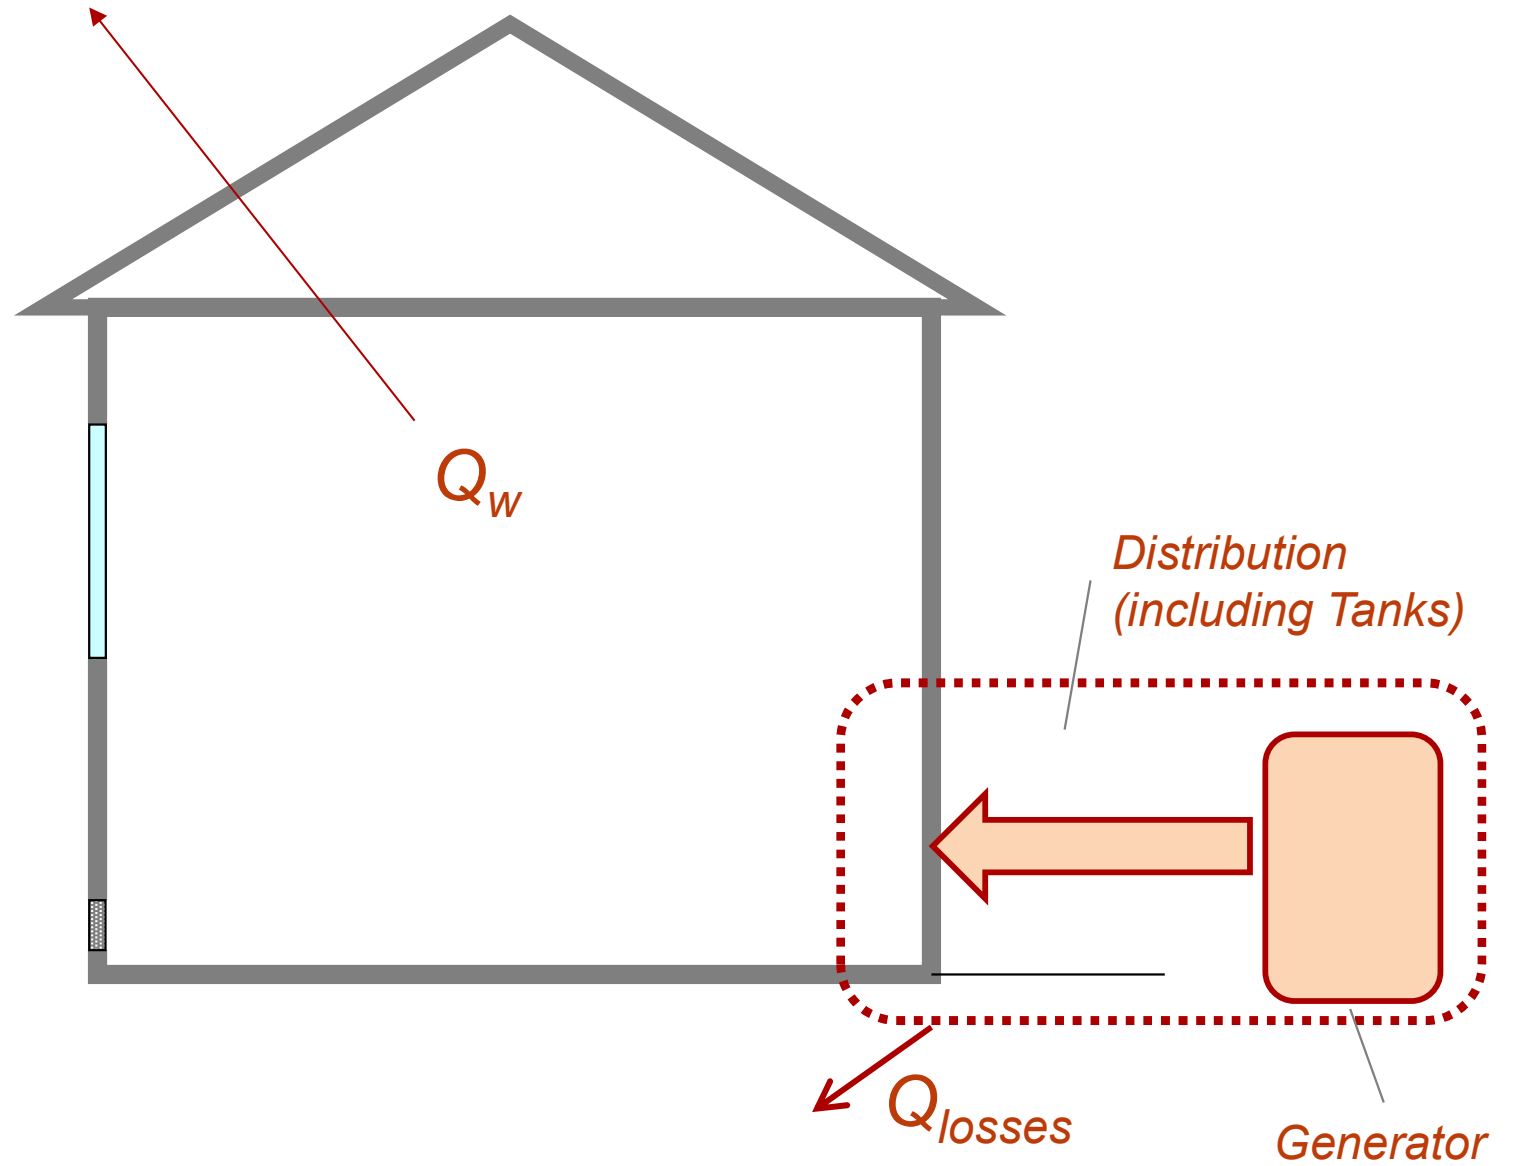 Qw
Distribution
(including Tanks)
Qlosses
Generator